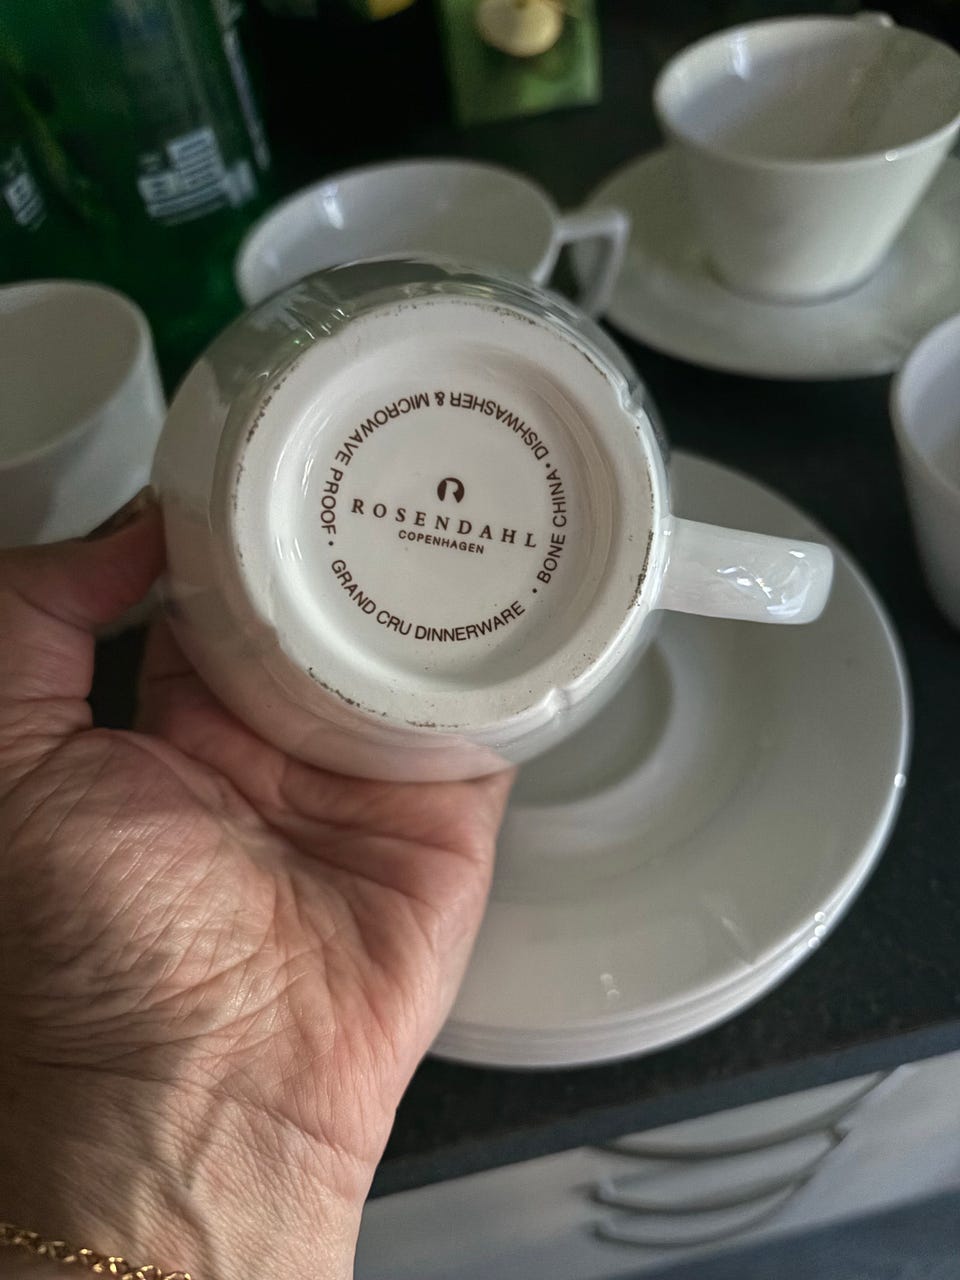 ROSENDAHL
COPENHAGEN
GRAND CRU DINNERWARE • BONE CHINA • DISHWASHER & MICROWAVE PROOF •